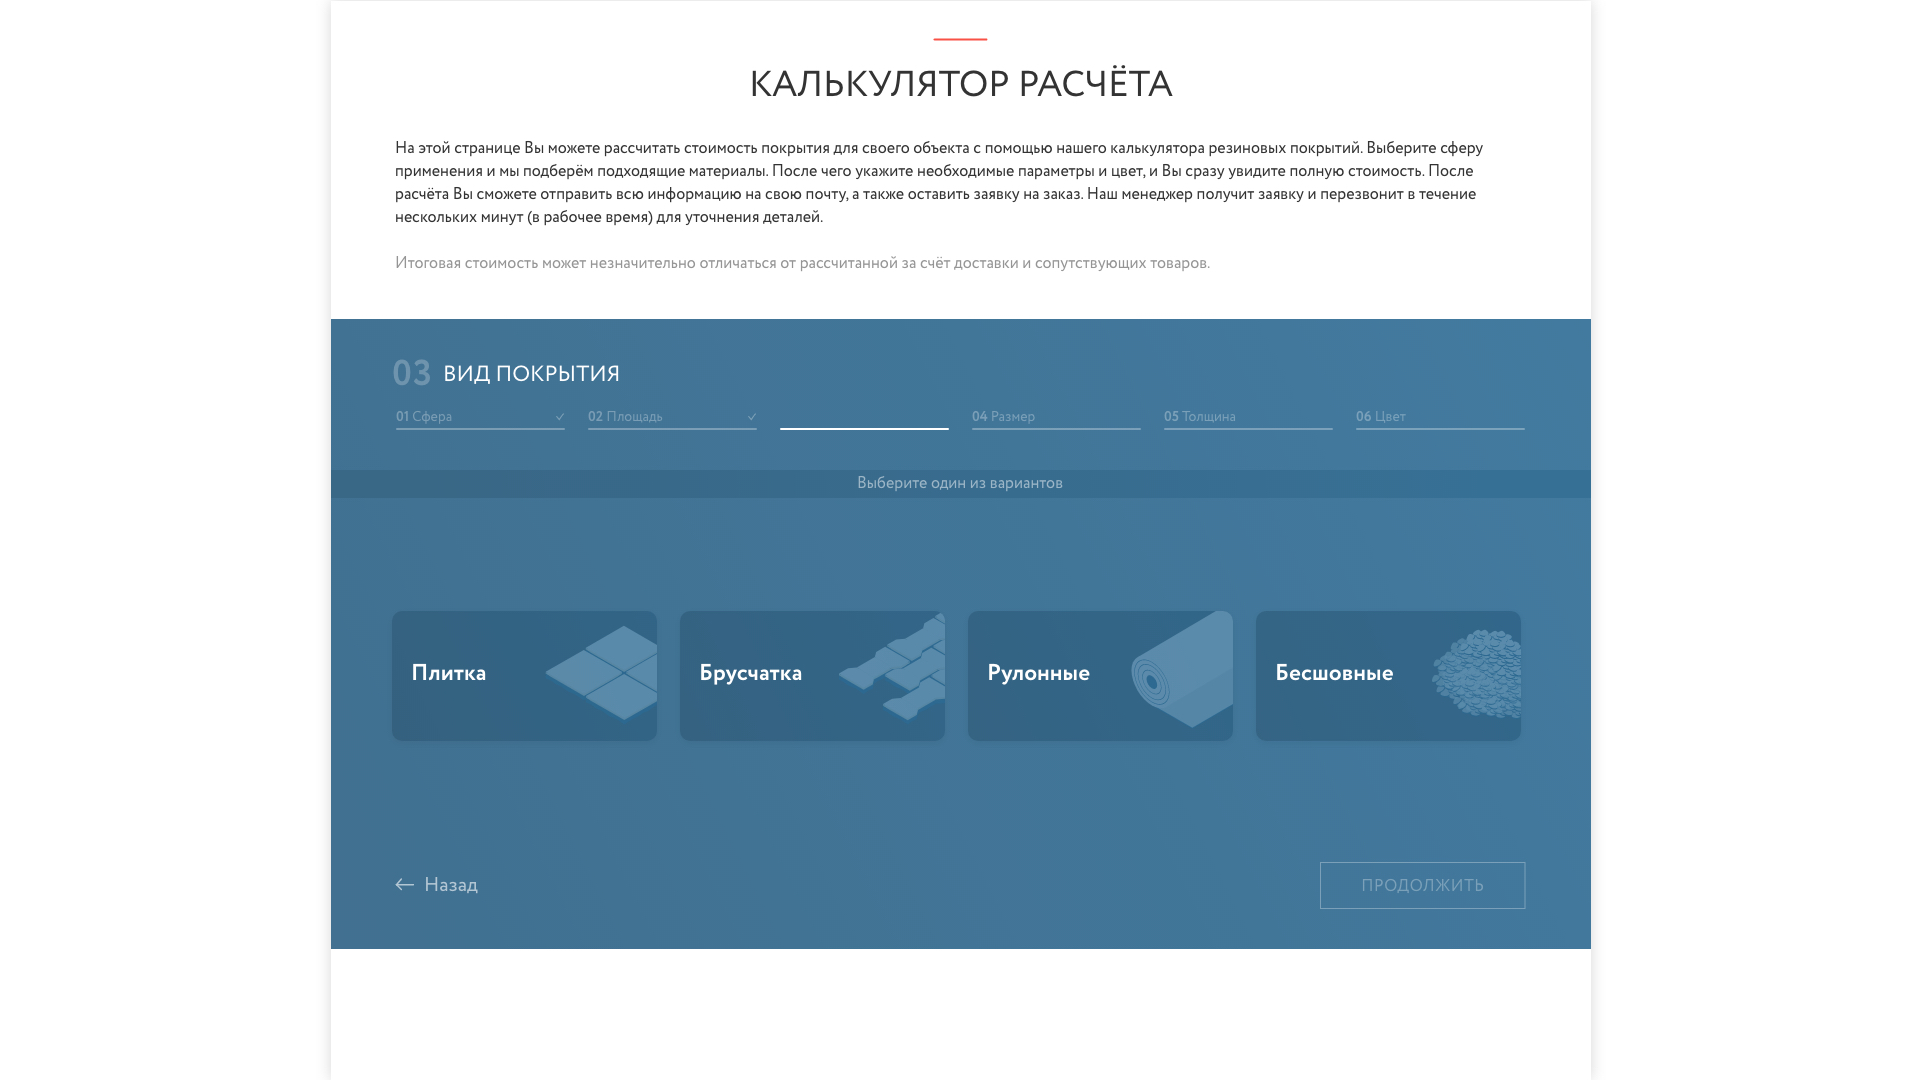 КАЛЬКУЛЯТОР РАСЧЁТА
На этой странице Вы можете рассчитать стоимость покрытия для своего объекта с помощью нашего калькулятора резиновых покрытий. Выберите сферу
применения и мы подберём подходящие материалы. После чего укажите необходимые параметры и цвет, и Вы сразу увидите полную стоимость. После
расчёта Вы сможете отправить всю информацию на свою почту, а также оставить заявку на заказ. Наш менеджер получит заявку и перезвонит в течение
нескольких минут (в рабочее время) для уточнения деталей.
Итоговая стоимость может незначительно отличаться от рассчитанной за счёт доставки и сопутствующих товаров.
03 ВИД ПОКРЫТИЯ
01 Сфера 02 Площадь 04 Размер 05 Толщина 06 Цвет
Выберите один из вариантов
Плитка Брусчатка Рулонные Бесшовные
Назад ПРОДОЛЖИТЬ